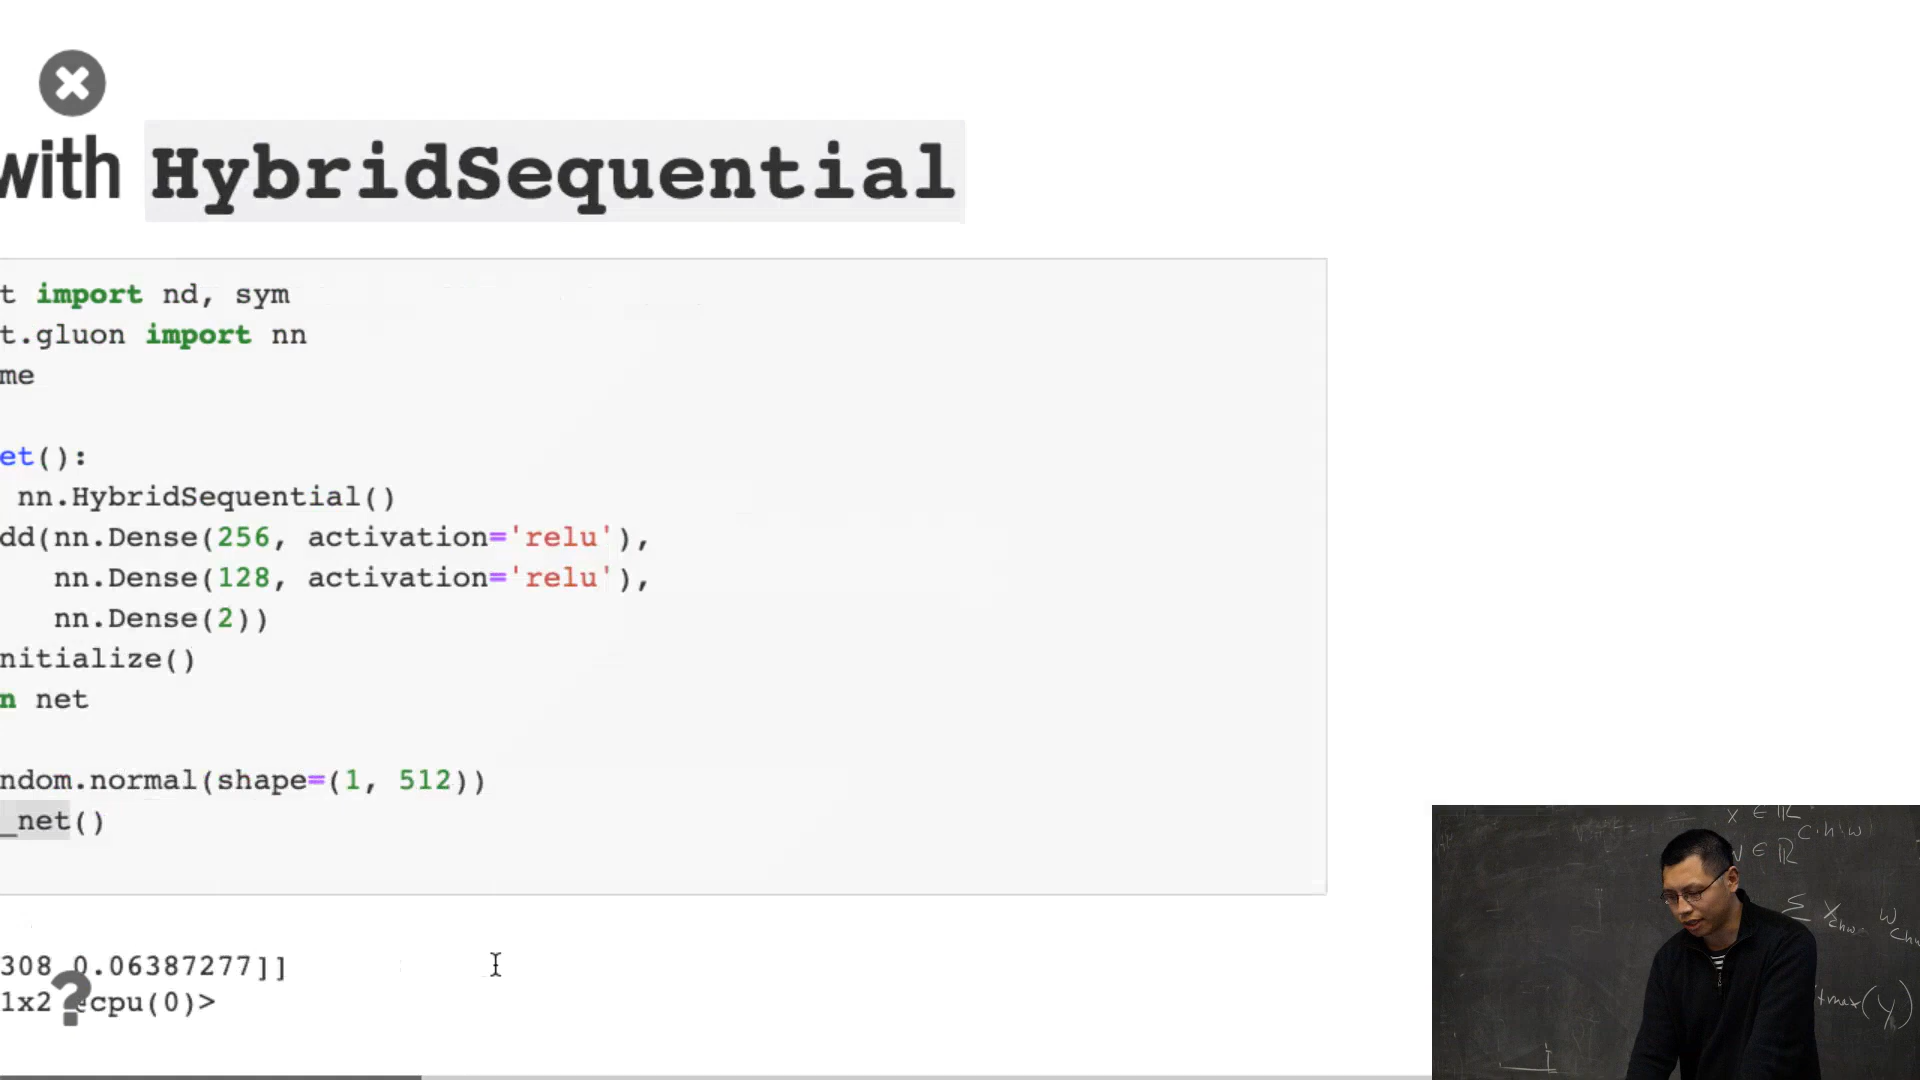 with HybridSequential
t import nd, sym
t.gluon import nn
me
et():
nn.HybridSequential()
dd(nn.Dense(256, activation='relu'),
nn.Dense(128, activation='relu'),
nn.Dense(2))
nitialize()
n net
ndom.normal(shape=(1, 512))
_net()
308 0.06387277]]
1x2 @cpu(0)>
?
x ∈ ℝ
C·h·w
∈ ℝ
Σ x w
chw
tmax(y)